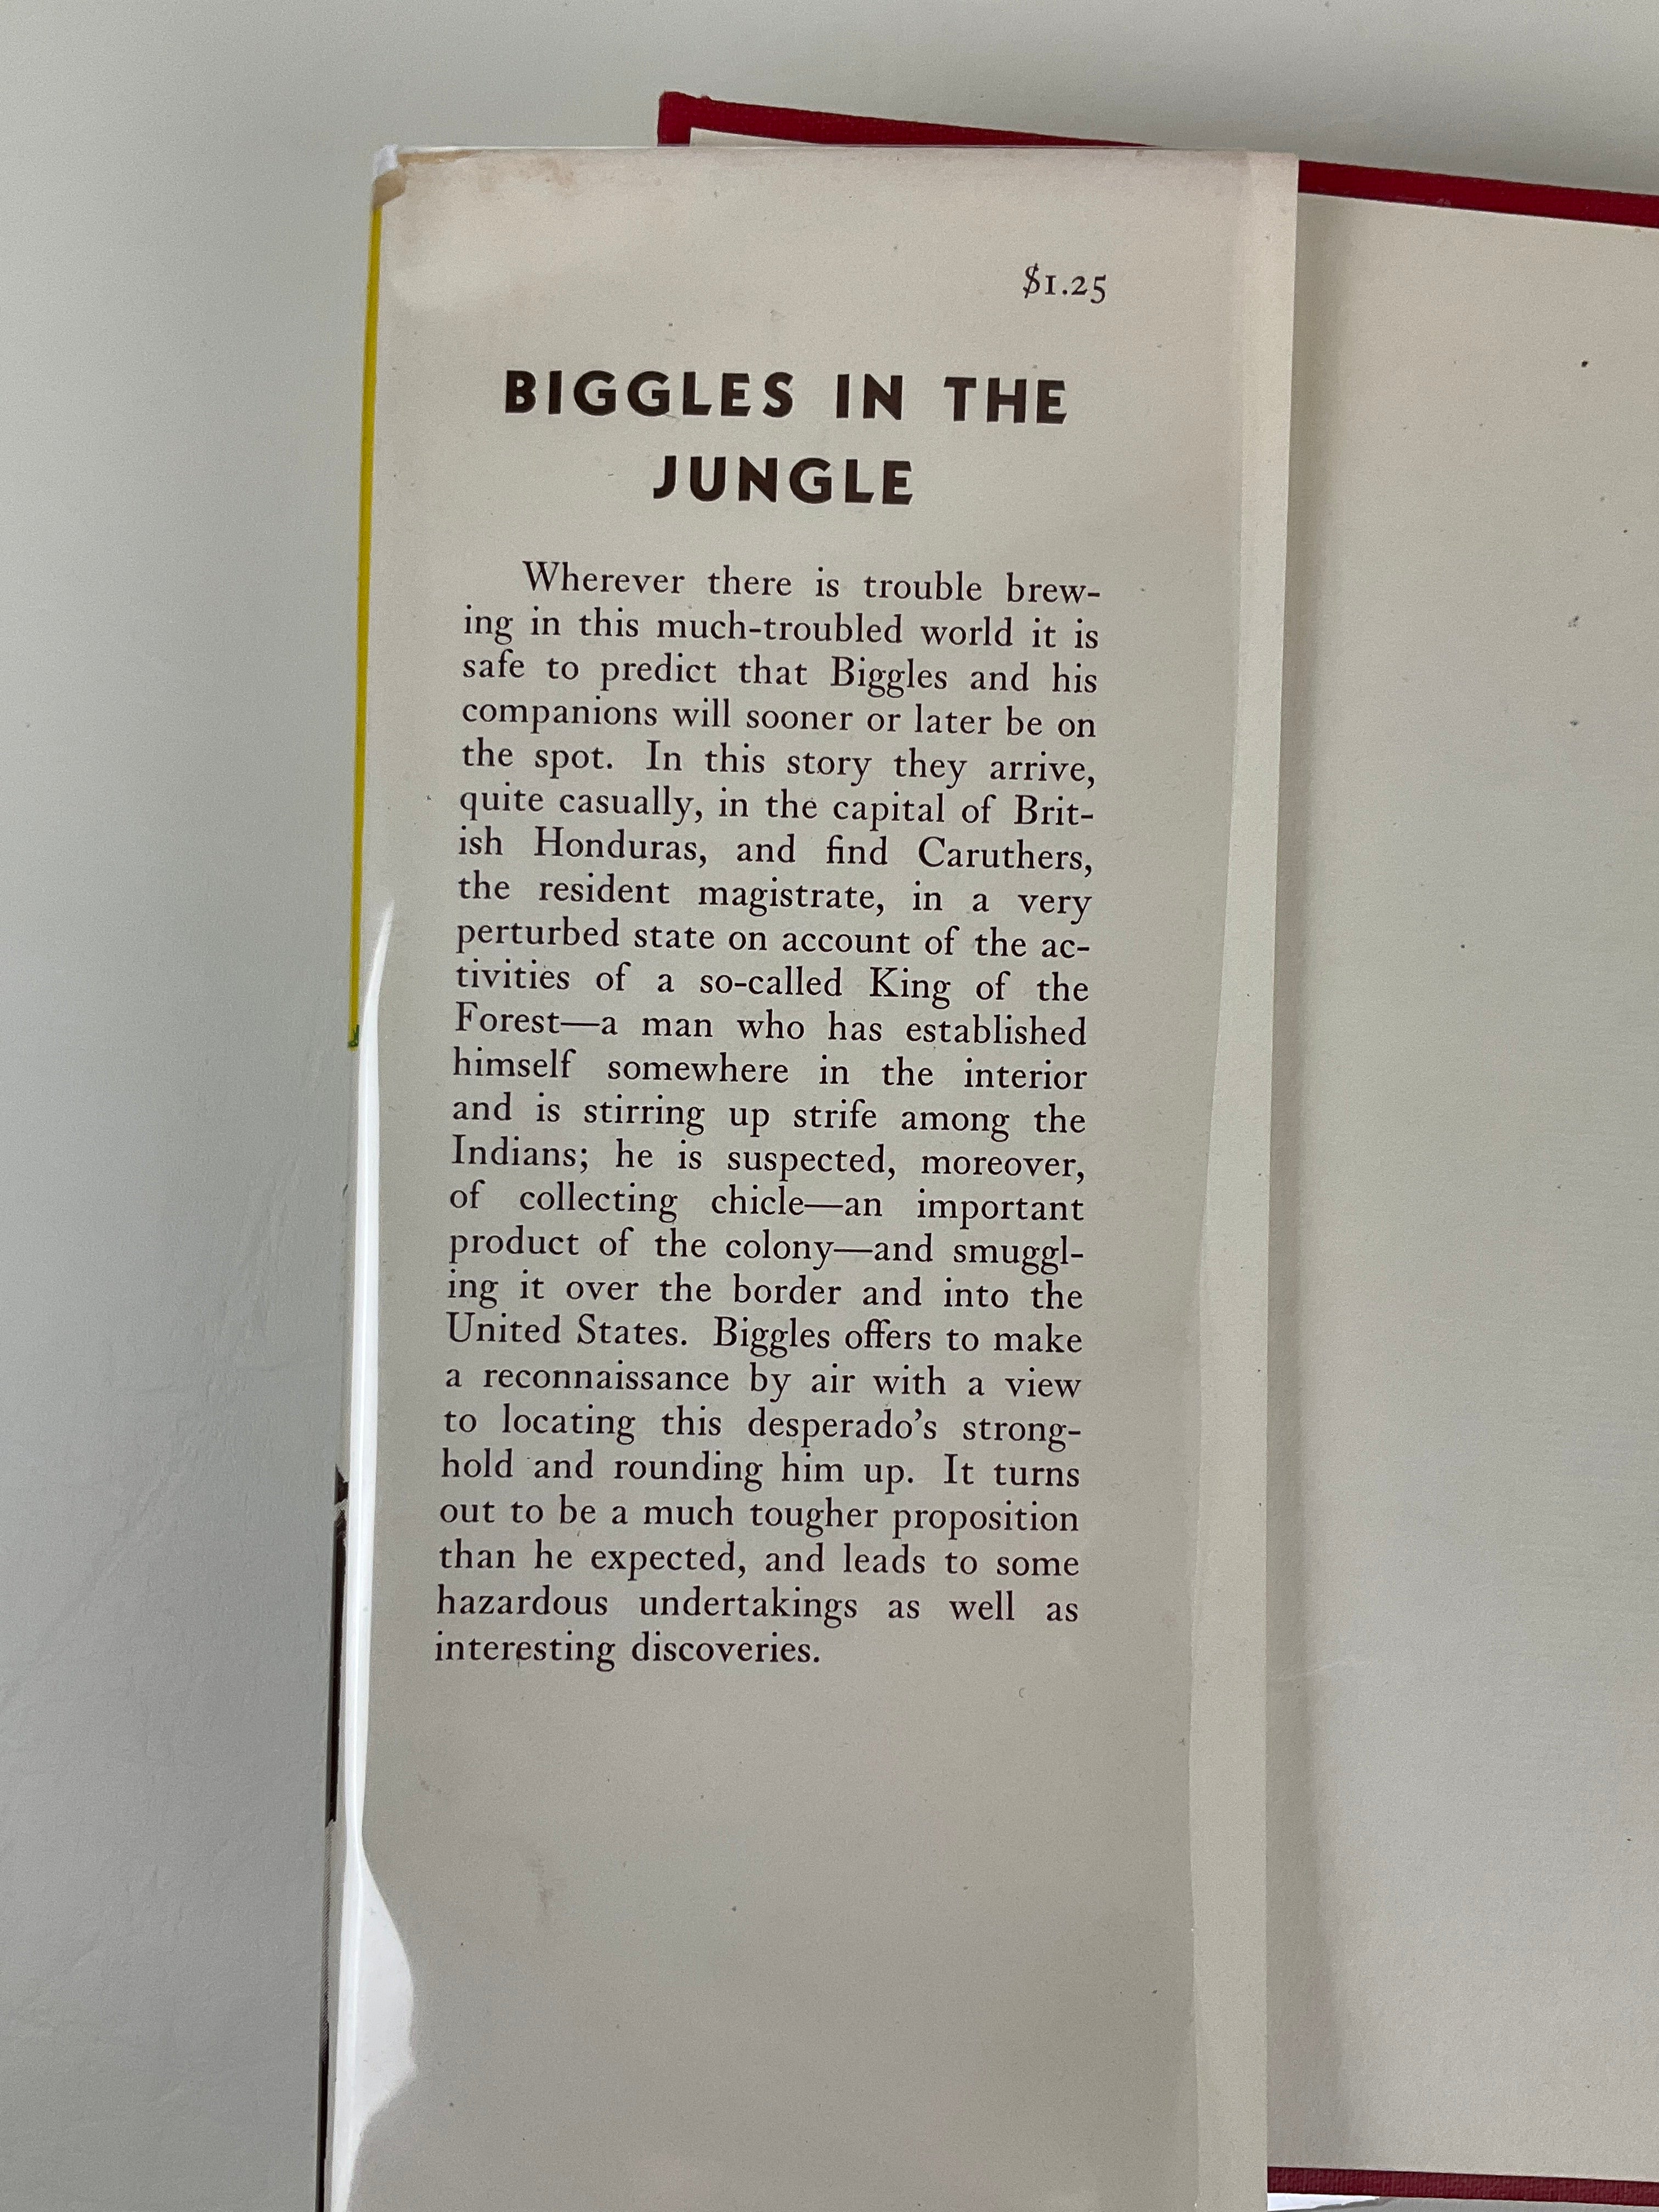 $1.25
BIGGLES IN THE
JUNGLE
Wherever there is trouble brew-
ing in this much-troubled world it is
safe to predict that Biggles and his
companions will sooner or later be on
the spot. In this story they arrive,
quite casually, in the capital of Brit-
ish Honduras, and find Caruthers,
the resident magistrate, in a very
perturbed state on account of the ac-
tivities of a so-called King of the
Forest—a man who has established
himself somewhere in the interior
and is stirring up strife among the
Indians; he is suspected, moreover,
of collecting chicle—an important
product of the colony—and smuggl-
ing it over the border and into the
United States. Biggles offers to make
a reconnaissance by air with a view
to locating this desperado's strong-
hold and rounding him up. It turns
out to be a much tougher proposition
than he expected, and leads to some
hazardous undertakings as well as
interesting discoveries.